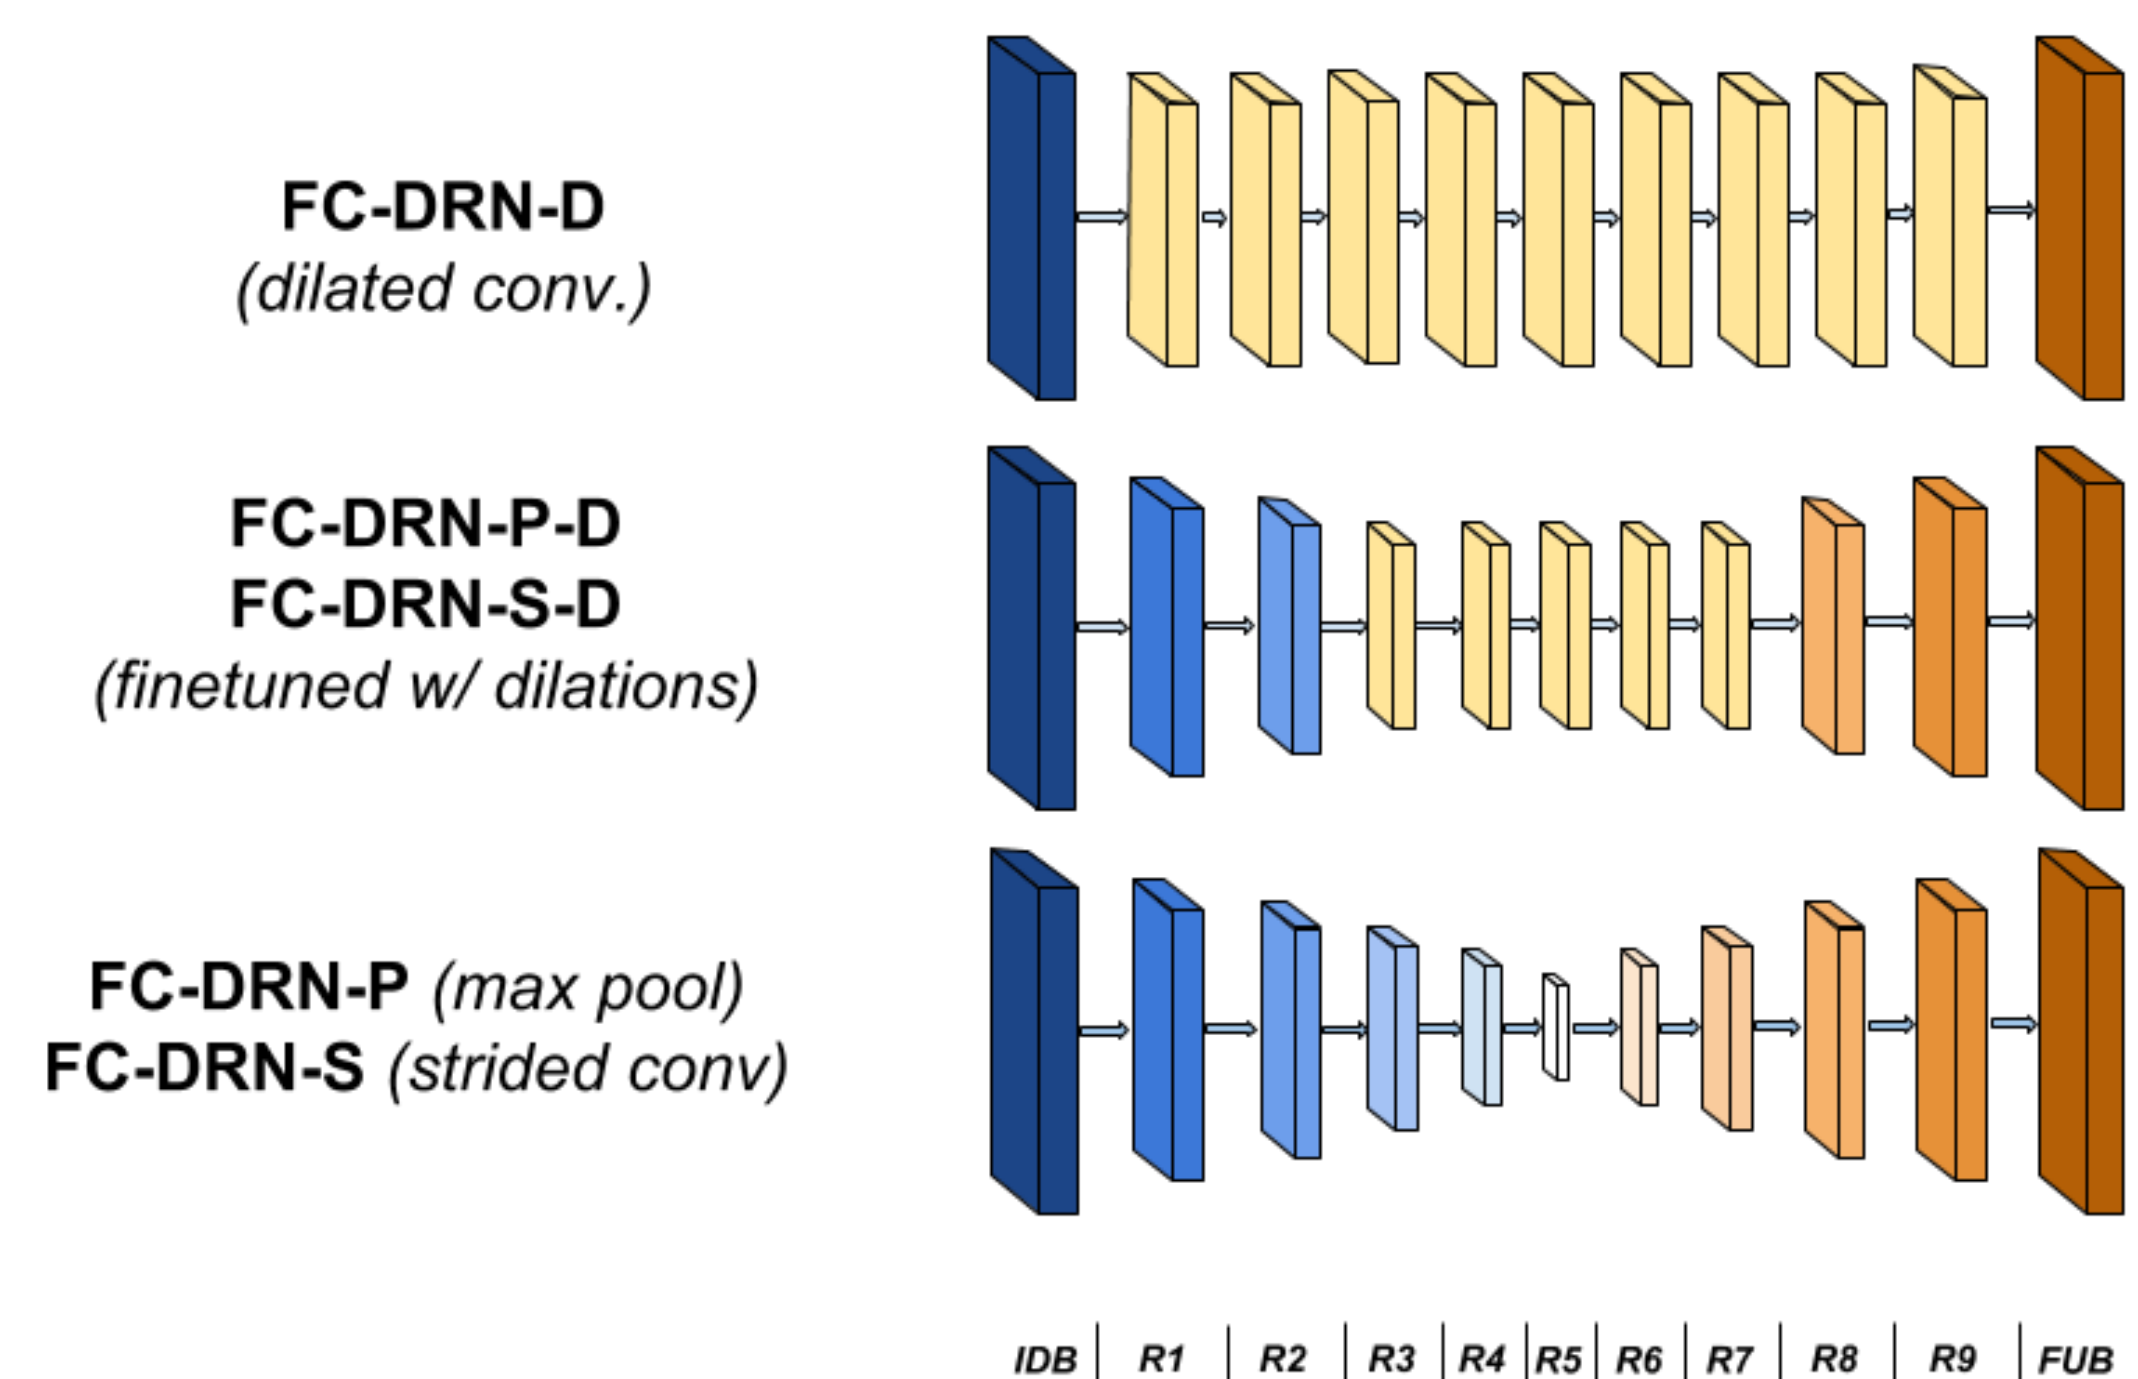 FC-DRN-D
(dilated conv.)
FC-DRN-P-D
FC-DRN-S-D
(finetuned w/ dilations)
FC-DRN-P (max pool)
FC-DRN-S (strided conv)
IDB | R1 | R2 | R3 | R4 | R5 | R6 | R7 | R8 | R9 | FUB